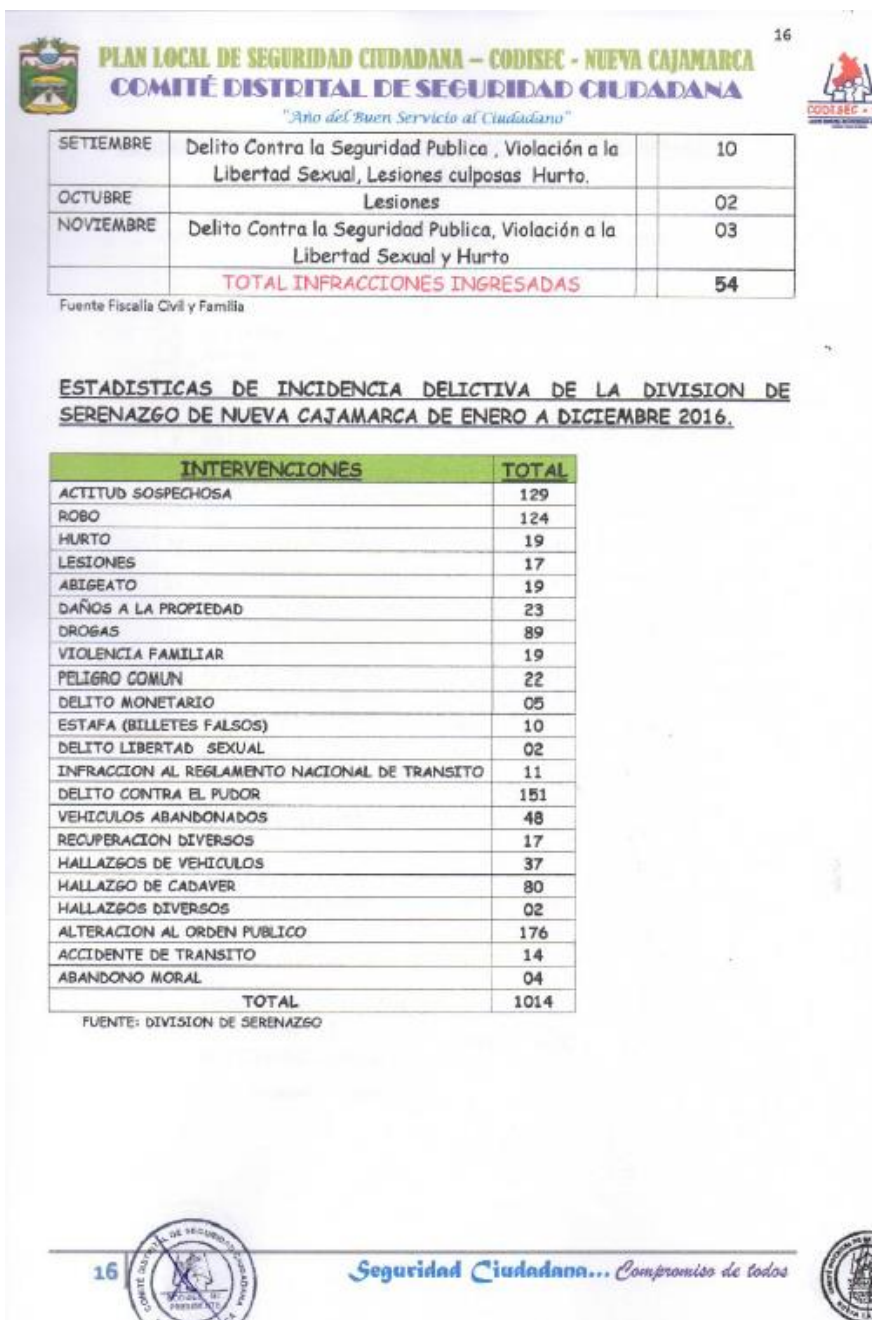 16
PLAN LOCAL DE SEGURIDAD CIUDADANA – CODISEC - NUEVA CAJAMARCA
COMITÉ DISTRITAL DE SEGURIDAD CIUDADANA
"Año del Buen Servicio al Ciudadano"
CODISEC -
SETIEMBRE Delito Contra la Seguridad Publica , Violación a la 10
Libertad Sexual, Lesiones culposas Hurto.
OCTUBRE Lesiones 02
NOVIEMBRE Delito Contra la Seguridad Publica, Violación a la 03
Libertad Sexual y Hurto
TOTAL INFRACCIONES INGRESADAS 54
Fuente Fiscalía Civil y Familia
ESTADISTICAS DE INCIDENCIA DELICTIVA DE LA DIVISION DE
SERENAZGO DE NUEVA CAJAMARCA DE ENERO A DICIEMBRE 2016.
INTERVENCIONES TOTAL
ACTITUD SOSPECHOSA 129
ROBO 124
HURTO 19
LESIONES 17
ABIGEATO 19
DAÑOS A LA PROPIEDAD 23
DROGAS 89
VIOLENCIA FAMILIAR 19
PELIGRO COMUN 22
DELITO MONETARIO 05
ESTAFA (BILLETES FALSOS) 10
DELITO LIBERTAD SEXUAL 02
INFRACCION AL REGLAMENTO NACIONAL DE TRANSITO 11
DELITO CONTRA EL PUDOR 151
VEHICULOS ABANDONADOS 48
RECUPERACION DIVERSOS 17
HALLAZGOS DE VEHICULOS 37
HALLAZGO DE CADAVER 80
HALLAZGOS DIVERSOS 02
ALTERACION AL ORDEN PUBLICO 176
ACCIDENTE DE TRANSITO 14
ABANDONO MORAL 04
TOTAL 1014
FUENTE: DIVISION DE SERENAZGO
16
Seguridad Ciudadana... Compromiso de todos
COMITÉ DISTRITAL DE SEGURIDAD CIUDADANA
PRESIDENTE